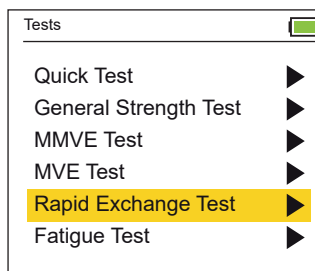 Tests
Quick Test
General Strength Test
MMVE Test
MVE Test
Rapid Exchange Test
Fatigue Test